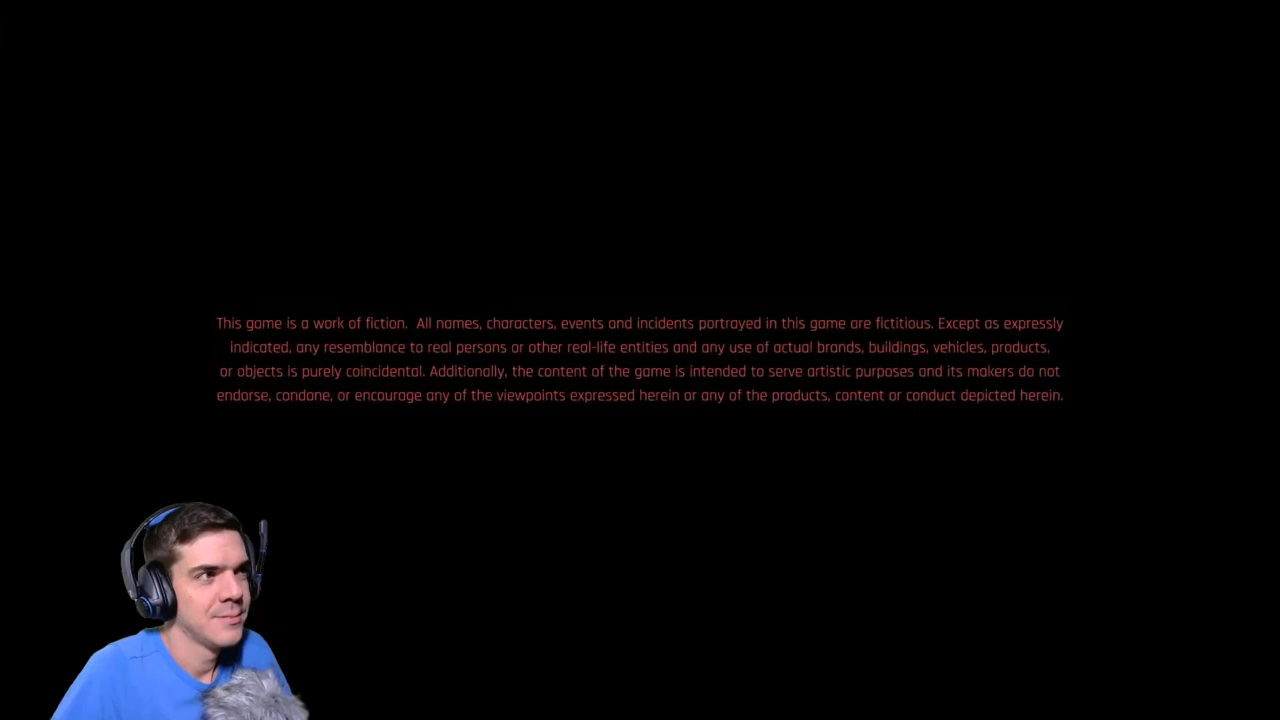 This game is a work of fiction.  All names, characters, events and incidents portrayed in this game are fictitious. Except as expressly
indicated, any resemblance to real persons or other real-life entities and any use of actual brands, buildings, vehicles, products,
or objects is purely coincidental. Additionally, the content of the game is intended to serve artistic purposes and its makers do not
endorse, condone, or encourage any of the viewpoints expressed herein or any of the products, content or conduct depicted herein.